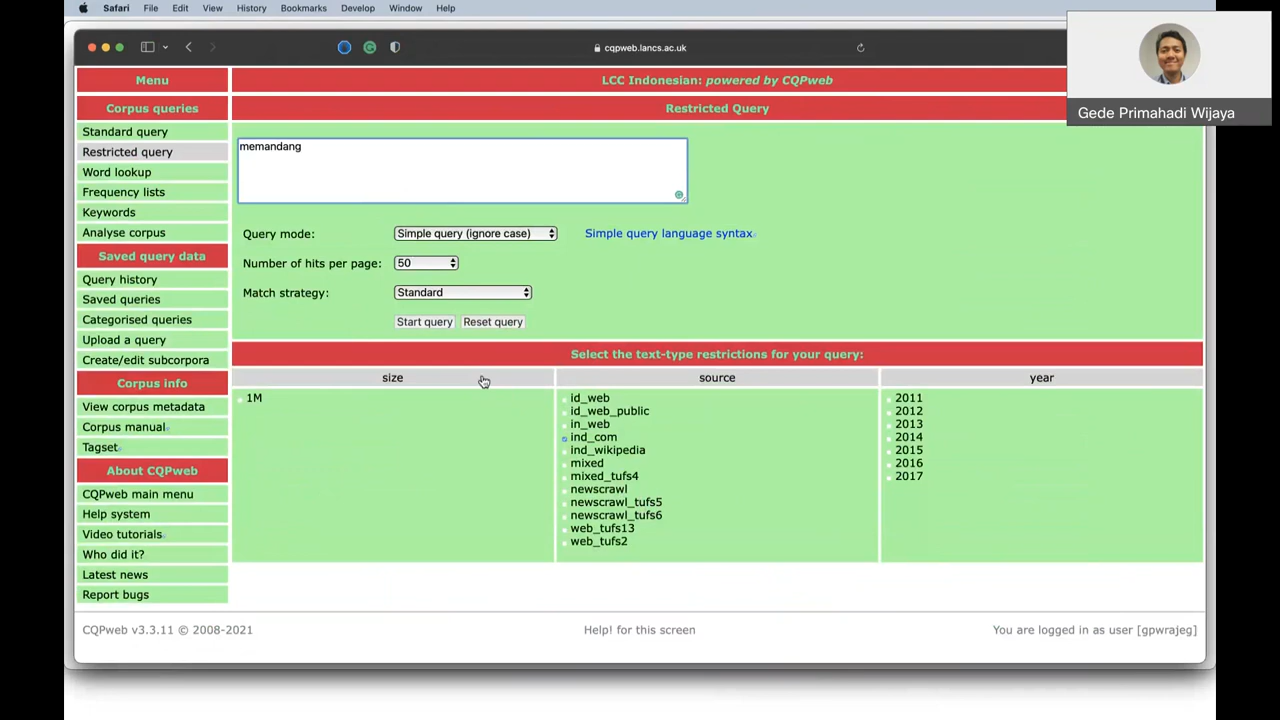 Safari File Edit View History Bookmarks Develop Window Help
cqpweb.lancs.ac.uk
Gede Primahadi Wijaya
Menu
LCC Indonesian: powered by CQPweb
Corpus queries
Restricted Query
Standard query
Restricted query
Word lookup
Frequency lists
Keywords
Analyse corpus
memandang
Query mode:
Simple query (ignore case)
Simple query language syntax
Number of hits per page:
50
Match strategy:
Standard
Start query
Reset query
Saved query data
Query history
Saved queries
Categorised queries
Upload a query
Create/edit subcorpora
Select the text-type restrictions for your query:
size
source
year
1M
id_web
id_web_public
in_web
ind_com
ind_wikipedia
mixed
mixed_tufs4
newscrawl
newscrawl_tufs5
newscrawl_tufs6
web_tufs13
web_tufs2
2011
2012
2013
2014
2015
2016
2017
Corpus info
View corpus metadata
Corpus manual
Tagset
About CQPweb
CQPweb main menu
Help system
Video tutorials
Who did it?
Latest news
Report bugs
CQPweb v3.3.11 © 2008-2021
Help! for this screen
You are logged in as user [gpwrajeg]